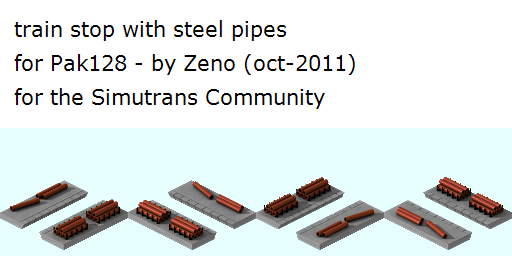 train stop with steel pipes
for Pak128 - by Zeno (oct-2011)
for the Simutrans Community